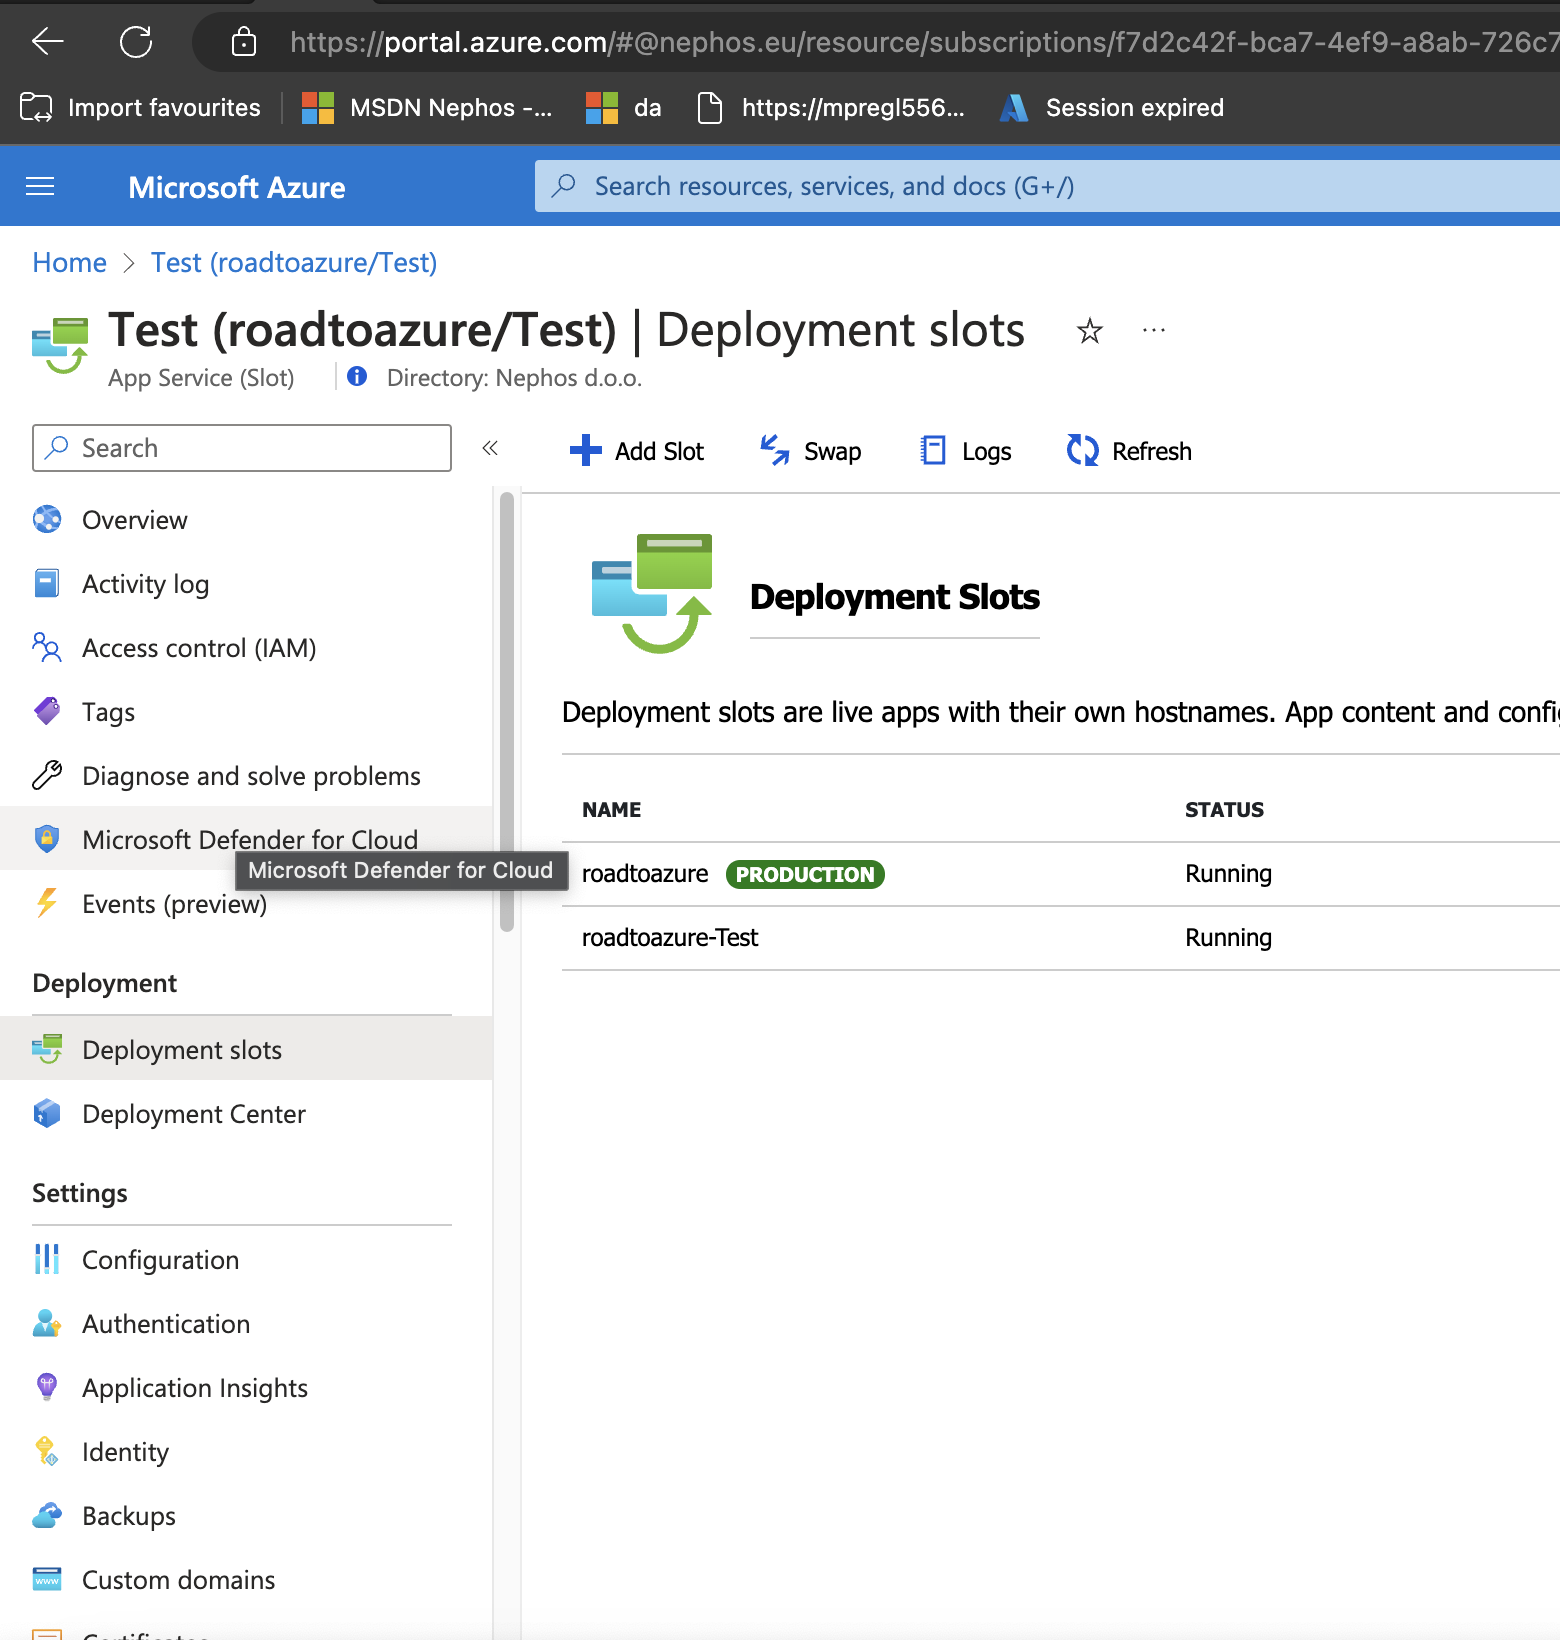 https://portal.azure.com/#@nephos.eu/resource/subscriptions/f7d2c42f-bca7-4ef9-a8ab-726c7
Import favourites
MSDN Nephos -...
da
https://mpregl556...
Session expired
Microsoft Azure
Search resources, services, and docs (G+/)
Home > Test (roadtoazure/Test)
Test (roadtoazure/Test) | Deployment slots
App Service (Slot)
Directory: Nephos d.o.o.
Search
Add Slot
Swap
Logs
Refresh
Overview
Activity log
Access control (IAM)
Tags
Diagnose and solve problems
Microsoft Defender for Cloud
Microsoft Defender for Cloud
Events (preview)
Deployment
Deployment slots
Deployment Center
Settings
Configuration
Authentication
Application Insights
Identity
Backups
www
Custom domains
Deployment Slots
Deployment slots are live apps with their own hostnames. App content and config
NAME
STATUS
roadtoazure PRODUCTION
Running
roadtoazure-Test
Running